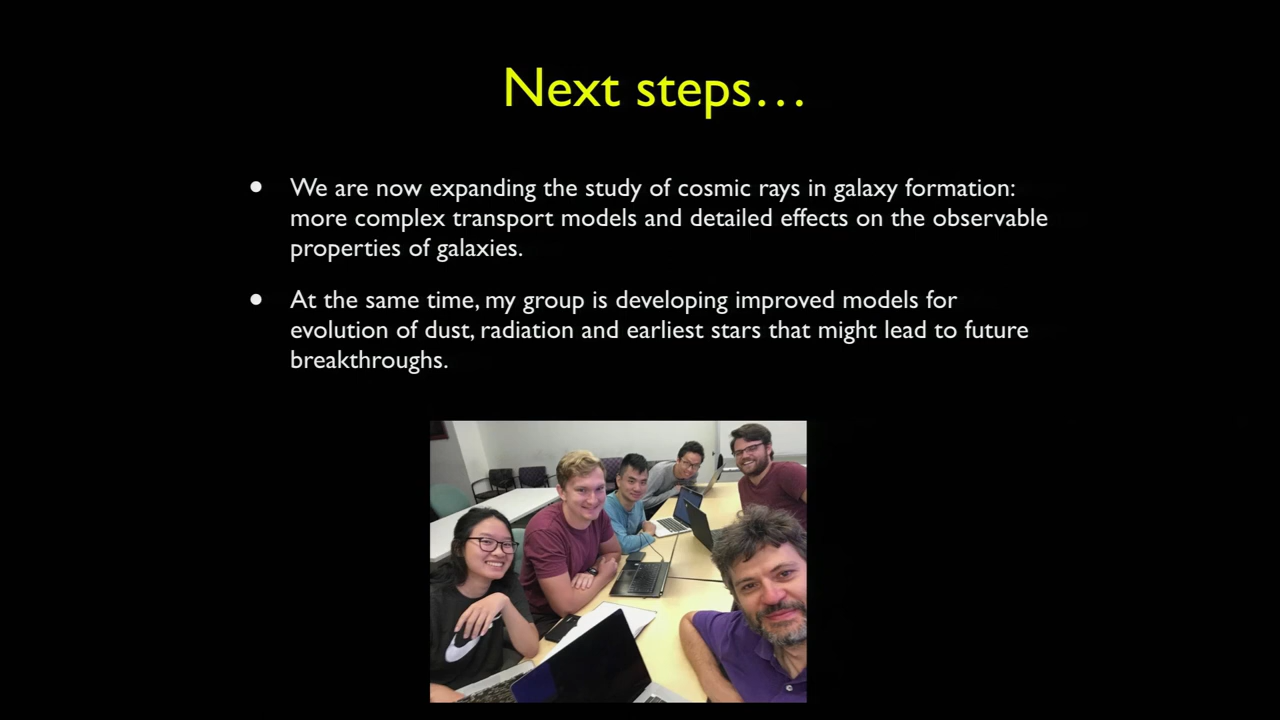 Next steps…
● We are now expanding the study of cosmic rays in galaxy formation:
more complex transport models and detailed effects on the observable
properties of galaxies.
● At the same time, my group is developing improved models for
evolution of dust, radiation and earliest stars that might lead to future
breakthroughs.